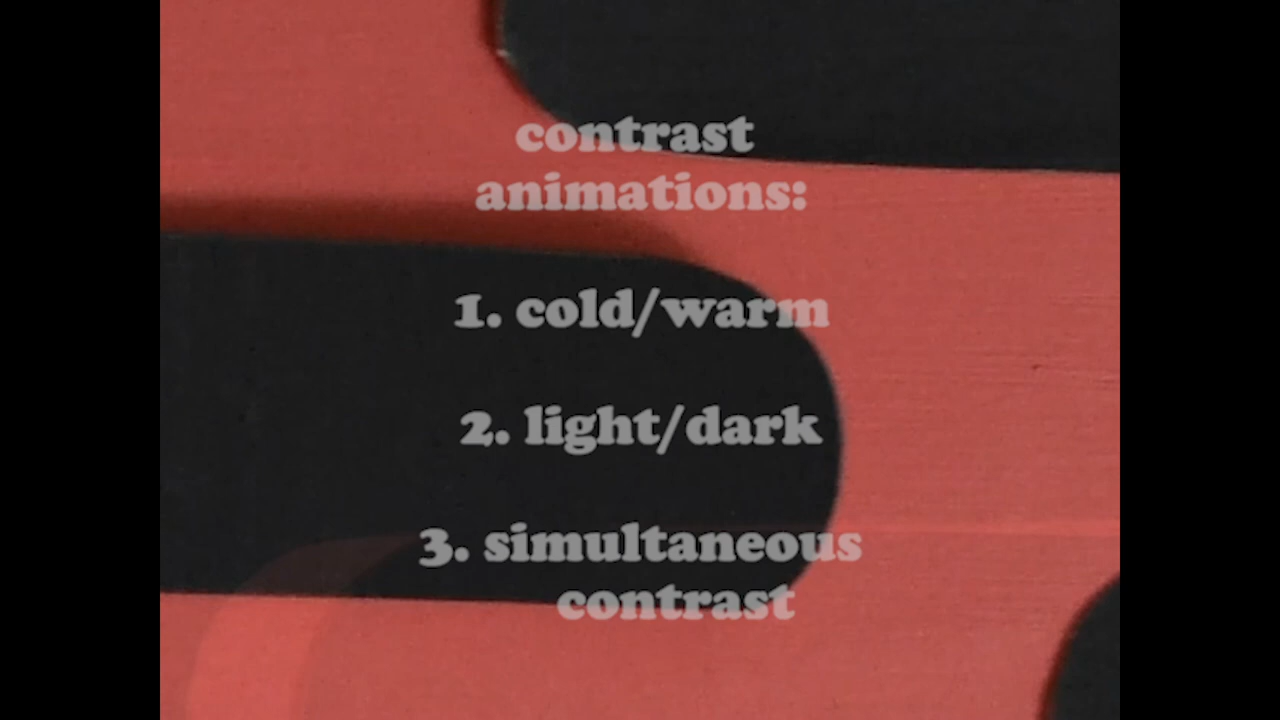 contrast
animations:
1. cold/warm
2. light/dark
3. simultaneous
contrast